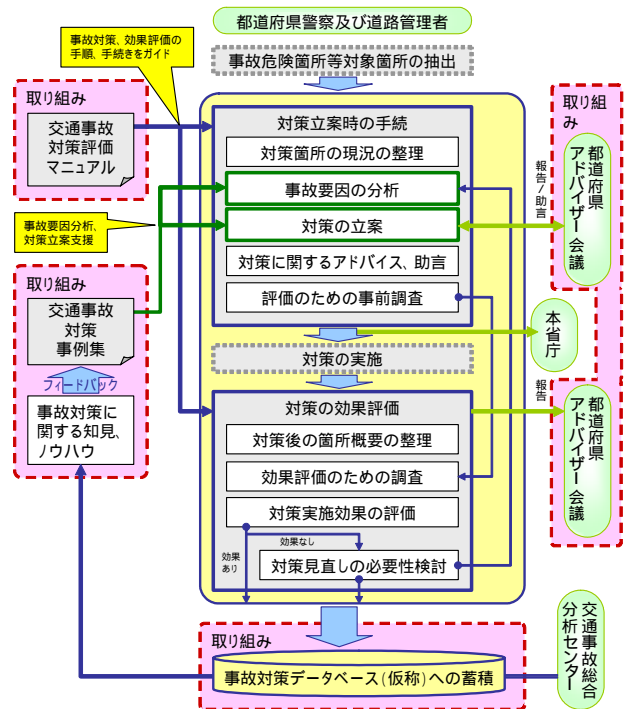 都道府県警察及び道路管理者
事故対策、効果評価の
手順、手続きをガイド
事故危険箇所等対象箇所の抽出
取り組み
交通事故
対策評価
マニュアル
対策立案時の手続
対策箇所の現況の整理
事故要因の分析
対策の立案
対策に関するアドバイス、助言
評価のための事前調査
事故要因分析、
対策立案支援
取り組み
交通事故
対策
事例集
フィードバック
事故対策に
関する知見、
ノウハウ
対策の実施
対策の効果評価
対策後の箇所概要の整理
効果評価のための調査
対策実施効果の評価
効果
あり
効果なし
対策見直しの必要性検討
取り組
み
報告/助言
都道府県
アドバイザー会議
本省庁
報告
都道府県
アドバイザー会議
取り組み
事故対策データベース(仮称)への蓄積
交通事故総合
分析センター